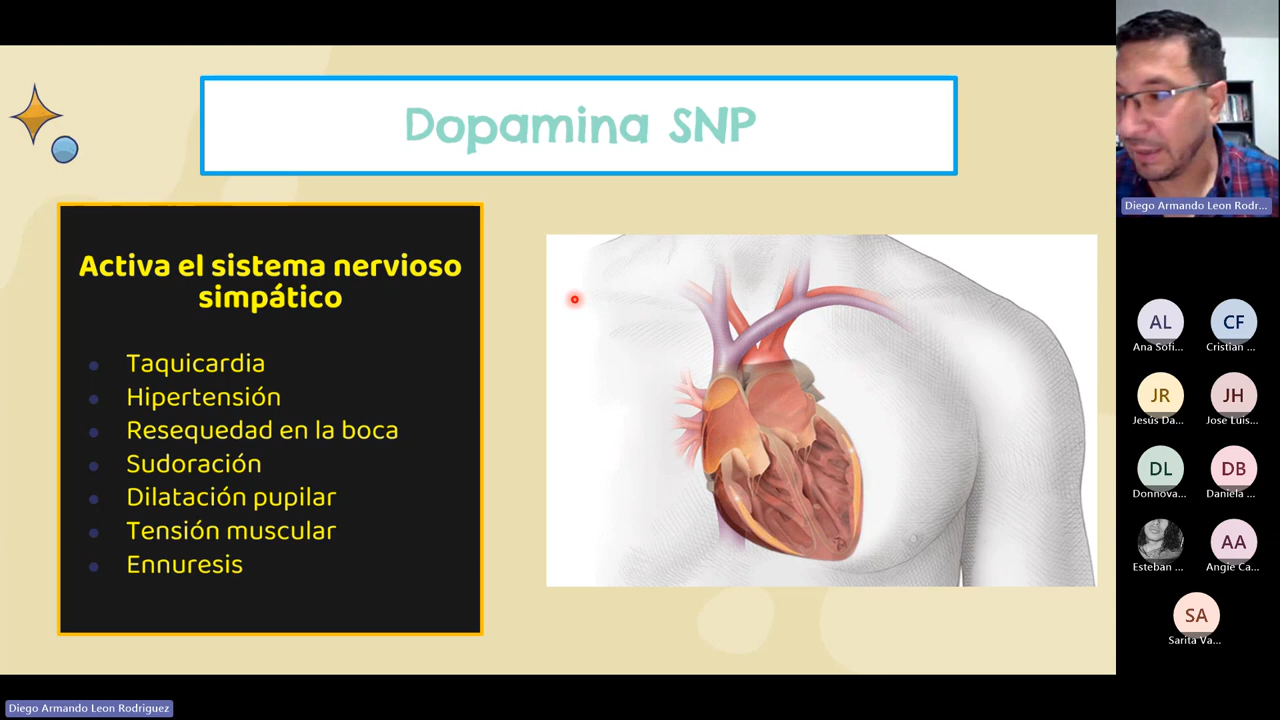 Dopamina SNP
Activa el sistema nervioso
simpático
Taquicardia
Hipertensión
Resequedad en la boca
Sudoración
Dilatación pupilar
Tensión muscular
Ennuresis
Diego Armando Leon Rodr...
AL
CF
Ana Sofi...
Cristian ...
JR
JH
Jesús Da...
Jose Luis...
DL
DB
Donnova...
Daniela ...
AA
Esteban ...
Angie Ca...
SA
Sarita Va...
Diego Armando Leon Rodriguez